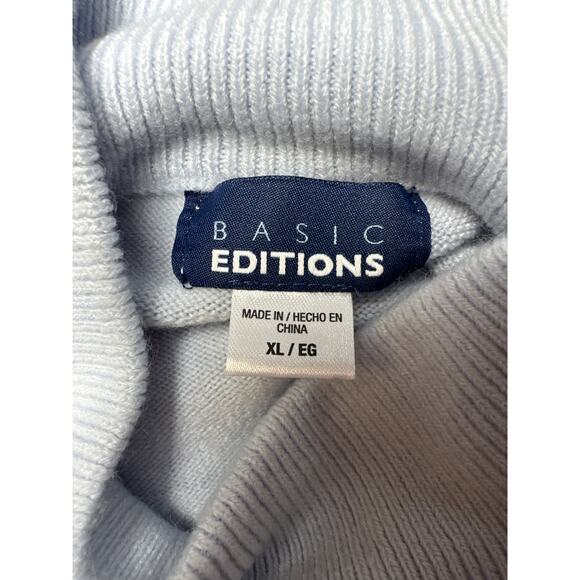 BASIC
EDITIONS
MADE IN / HECHO EN
CHINA
XL / EG